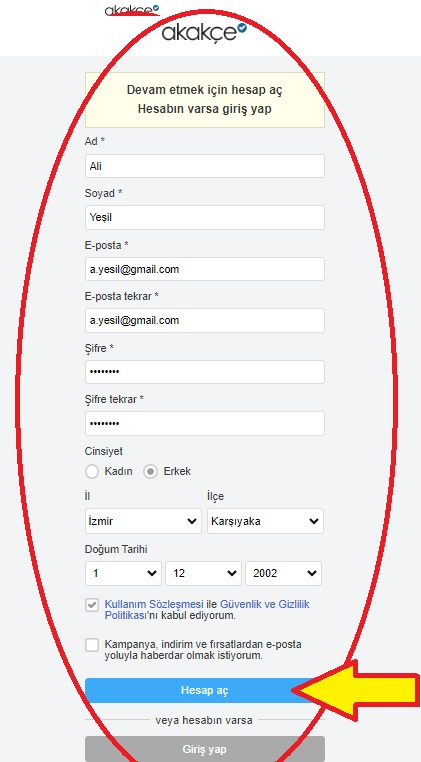 akakçe
akakçe
Devam etmek için hesap aç
Hesabın varsa giriş yap
Ad *
Ali
Soyad *
Yeşil
E-posta *
a.yesil@gmail.com
E-posta tekrar *
a.yesil@gmail.com
Şifre *
••••••••
Şifre tekrar *
••••••••
Cinsiyet
Kadın Erkek
İl İlçe
İzmir Karşıyaka
Doğum Tarihi
1 12 2002
Kullanım Sözleşmesi ile Güvenlik ve Gizlilik
Politikası'nı kabul ediyorum.
Kampanya, indirim ve fırsatlardan e-posta
yoluyla haberdar olmak istiyorum.
Hesap aç
veya hesabın varsa
Giriş yap